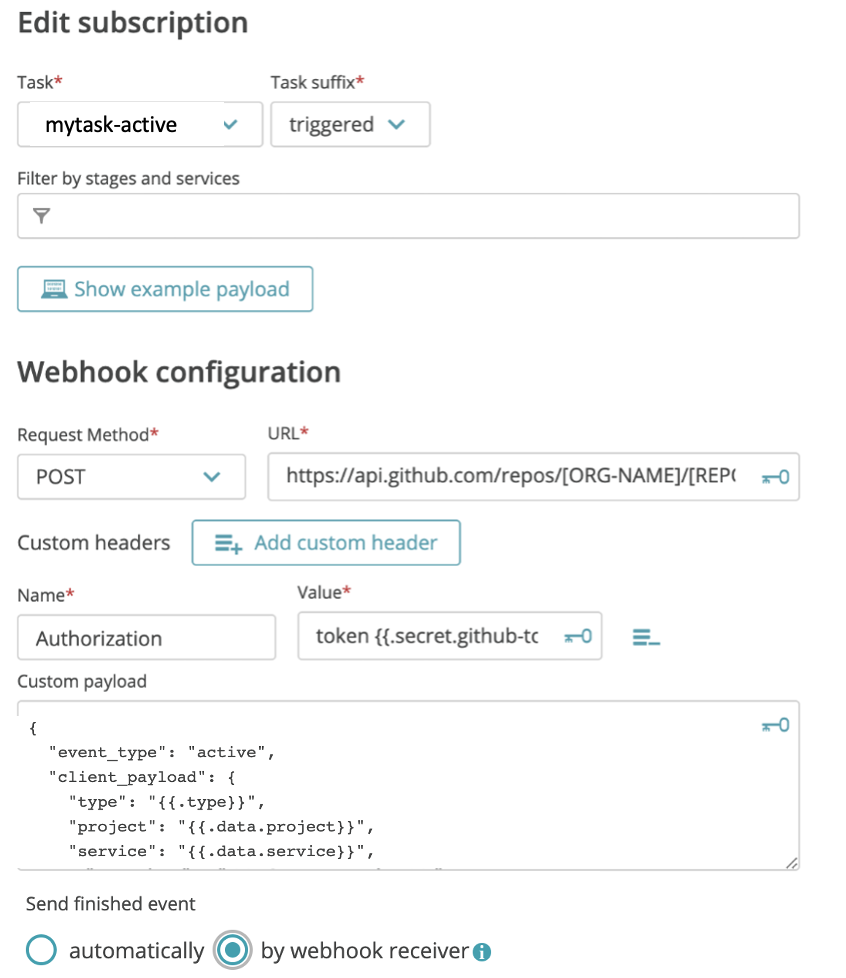 Edit subscription
Task* Task suffix*
mytask-active triggered
Filter by stages and services
Show example payload
Webhook configuration
Request Method* URL*
POST https://api.github.com/repos/[ORG-NAME]/[REPO
Custom headers Add custom header
Name* Value*
Authorization token {{.secret.github-to
Custom payload
{
"event_type": "active",
"client_payload": {
"type": "{{.type}}",
"project": "{{.data.project}}",
"service": "{{.data.service}}",
Send finished event
automatically by webhook receiver